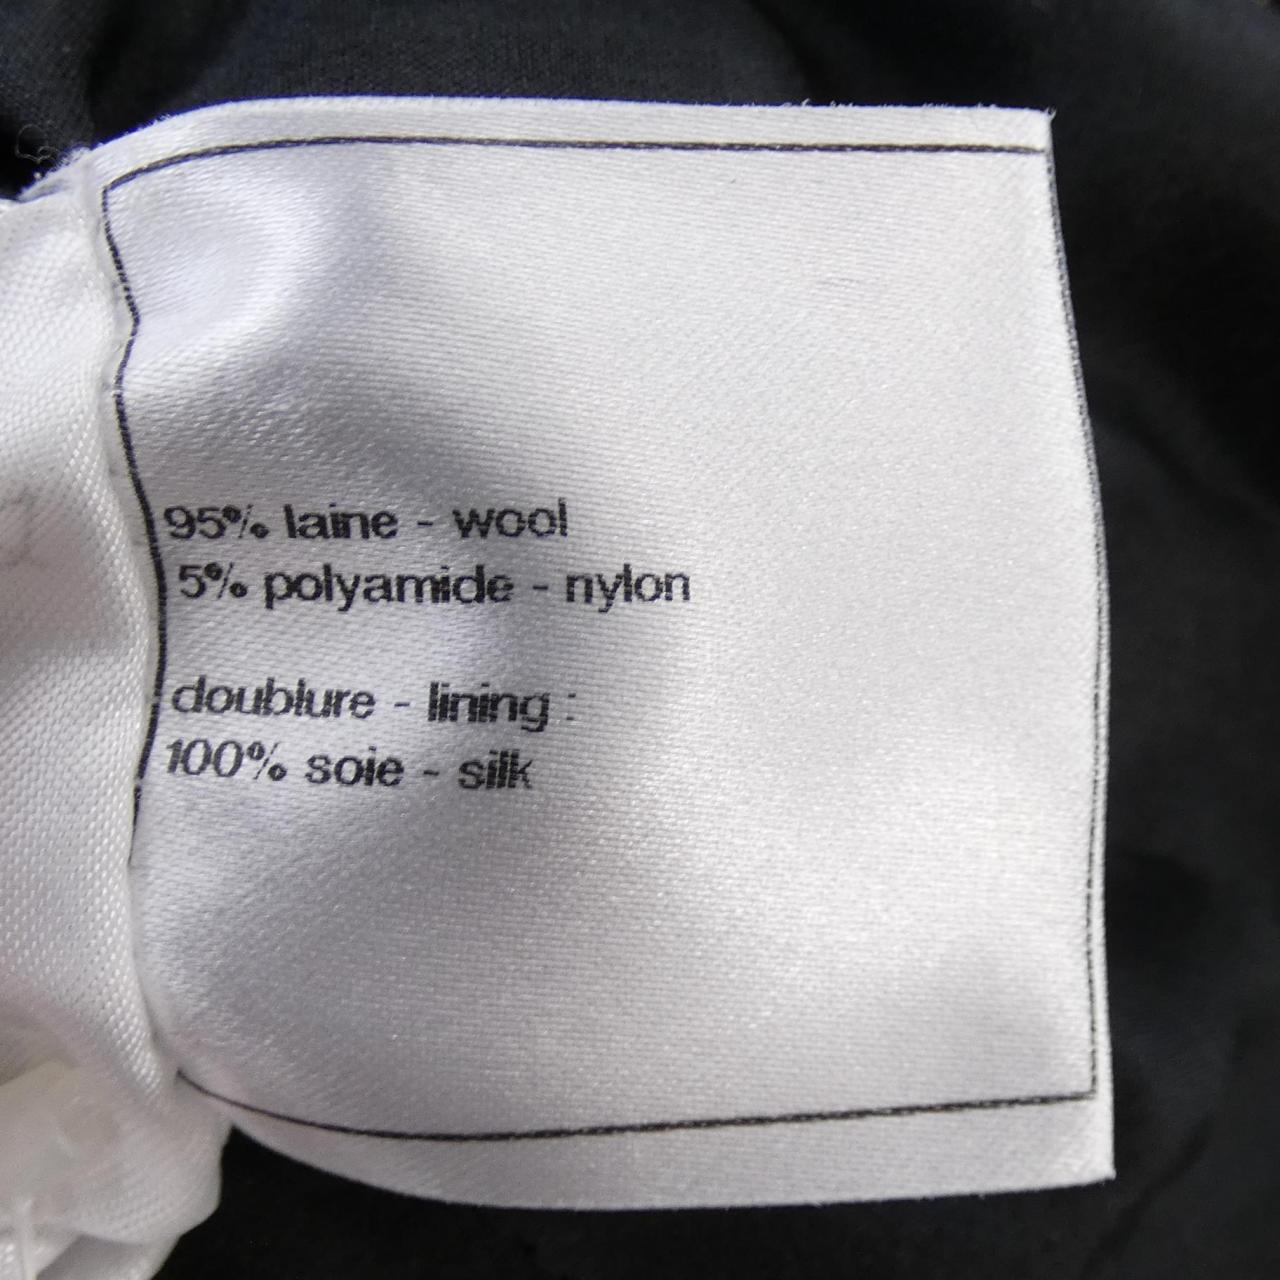 95% laine - wool
5% polyamide - nylon
doublure - lining :
100% soie - silk